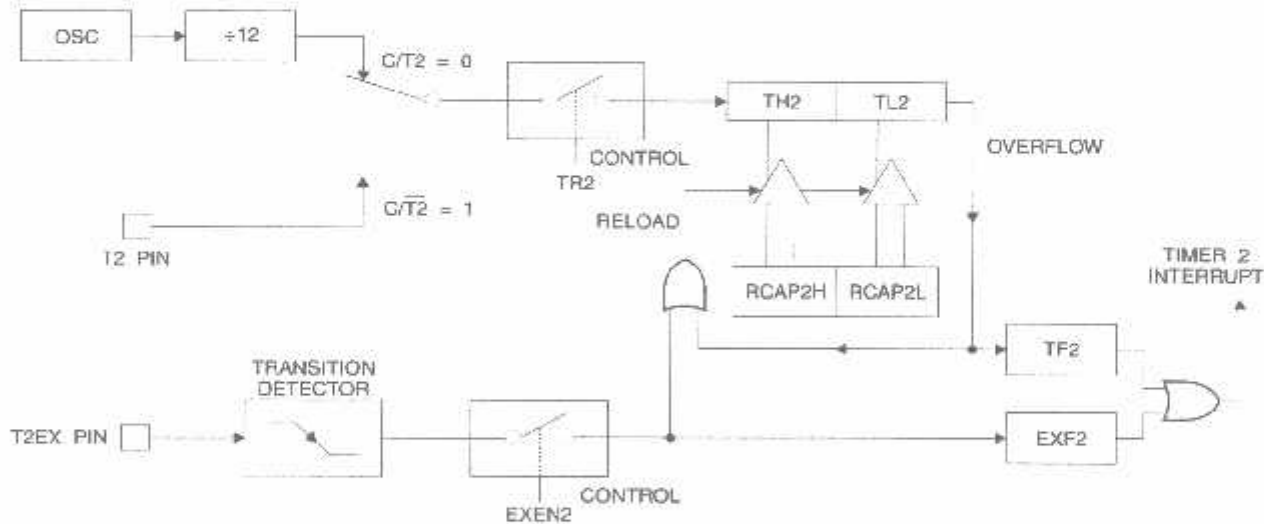 OSC
÷12
C/T2 = 0
TH2
TL2
OVERFLOW
CONTROL
TR2
C/T2 = 1
RELOAD
T2 PIN
TIMER 2
INTERRUPT
RCAP2H
RCAP2L
TF2
TRANSITION
DETECTOR
T2EX PIN
EXF2
CONTROL
EXEN2